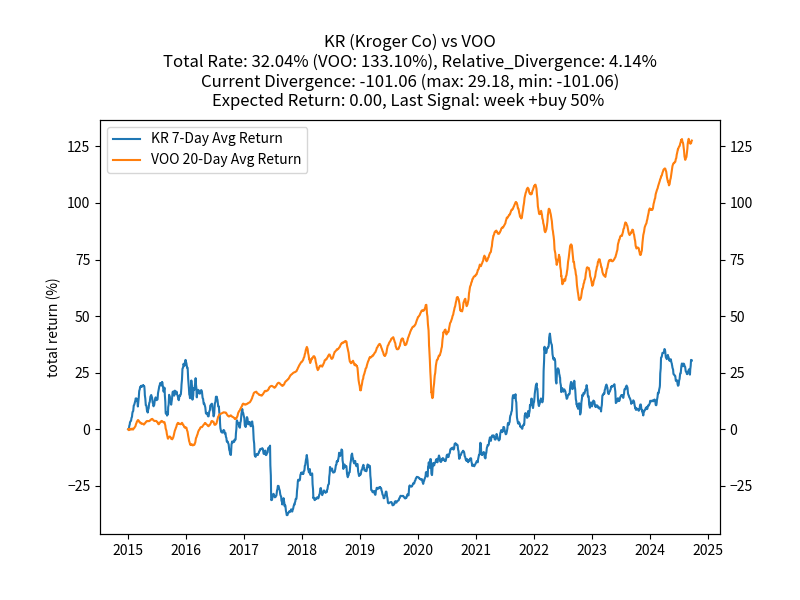 KR (Kroger Co) vs VOO
Total Rate: 32.04% (VOO: 133.10%), Relative_Divergence: 4.14%
Current Divergence: -101.06 (max: 29.18, min: -101.06)
Expected Return: 0.00, Last Signal: week +buy 50%
KR 7-Day Avg Return
VOO 20-Day Avg Return
total return (%)
125
100
75
50
25
0
−25
125
100
75
50
25
0
−25
2015 2016 2017 2018 2019 2020 2021 2022 2023 2024 2025